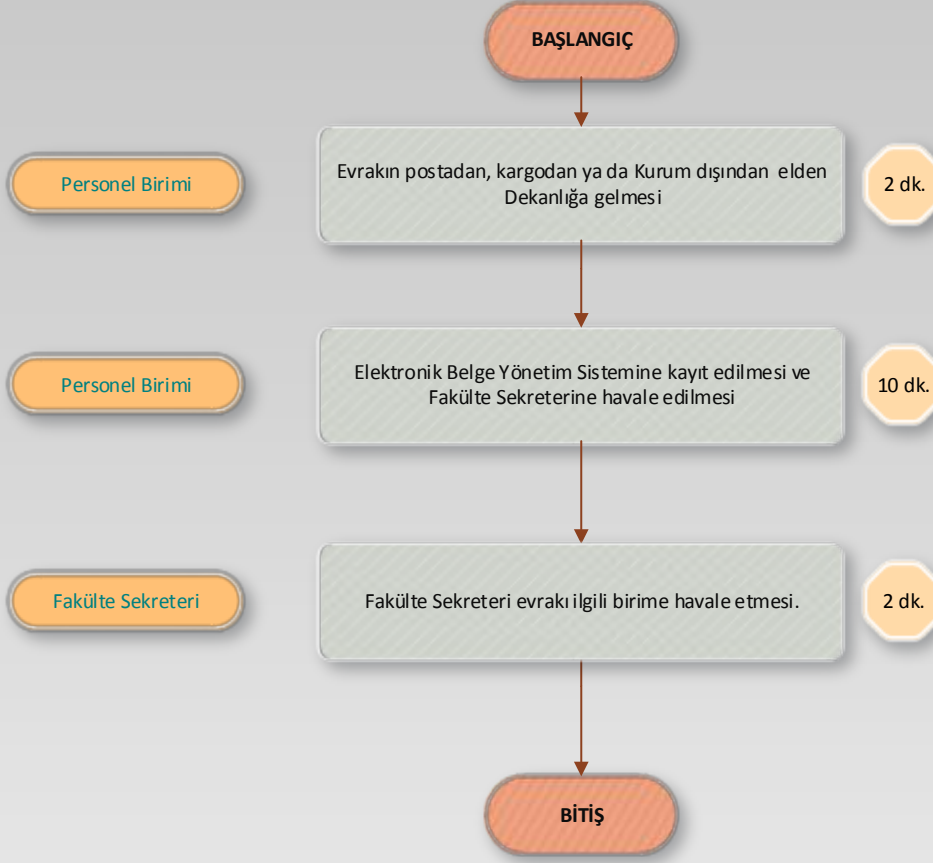 BAŞLANGIÇ
Personel Birimi
Evrakın postadan, kargodan ya da Kurum dışından elden
Dekanlığa gelmesi
2 dk.
Personel Birimi
Elektronik Belge Yönetim Sistemine kayıt edilmesi ve
Fakülte Sekreterine havale edilmesi
10 dk.
Fakülte Sekreteri
Fakülte Sekreteri evrakı ilgili birime havale etmesi.
2 dk.
BİTİŞ